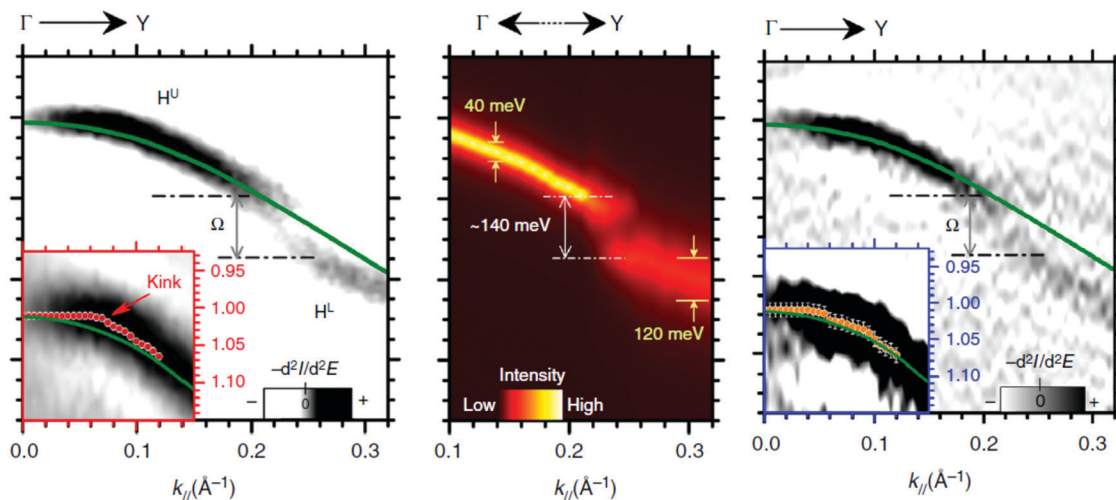 Γ → Y
H^U
Ω
Kink
H^L
0.95
1.00
1.05
1.10
−d²I/d²E
− 0 +
0.0 0.1 0.2 0.3
k_//(Å⁻¹)
Γ ↔ Y
40 meV
~140 meV
120 meV
Intensity
Low High
0.1 0.2 0.3
k_//(Å⁻¹)
Γ → Y
Ω
0.95
1.00
1.05
1.10
−d²I/d²E
− 0 +
0.0 0.1 0.2 0.3
k_//(Å⁻¹)